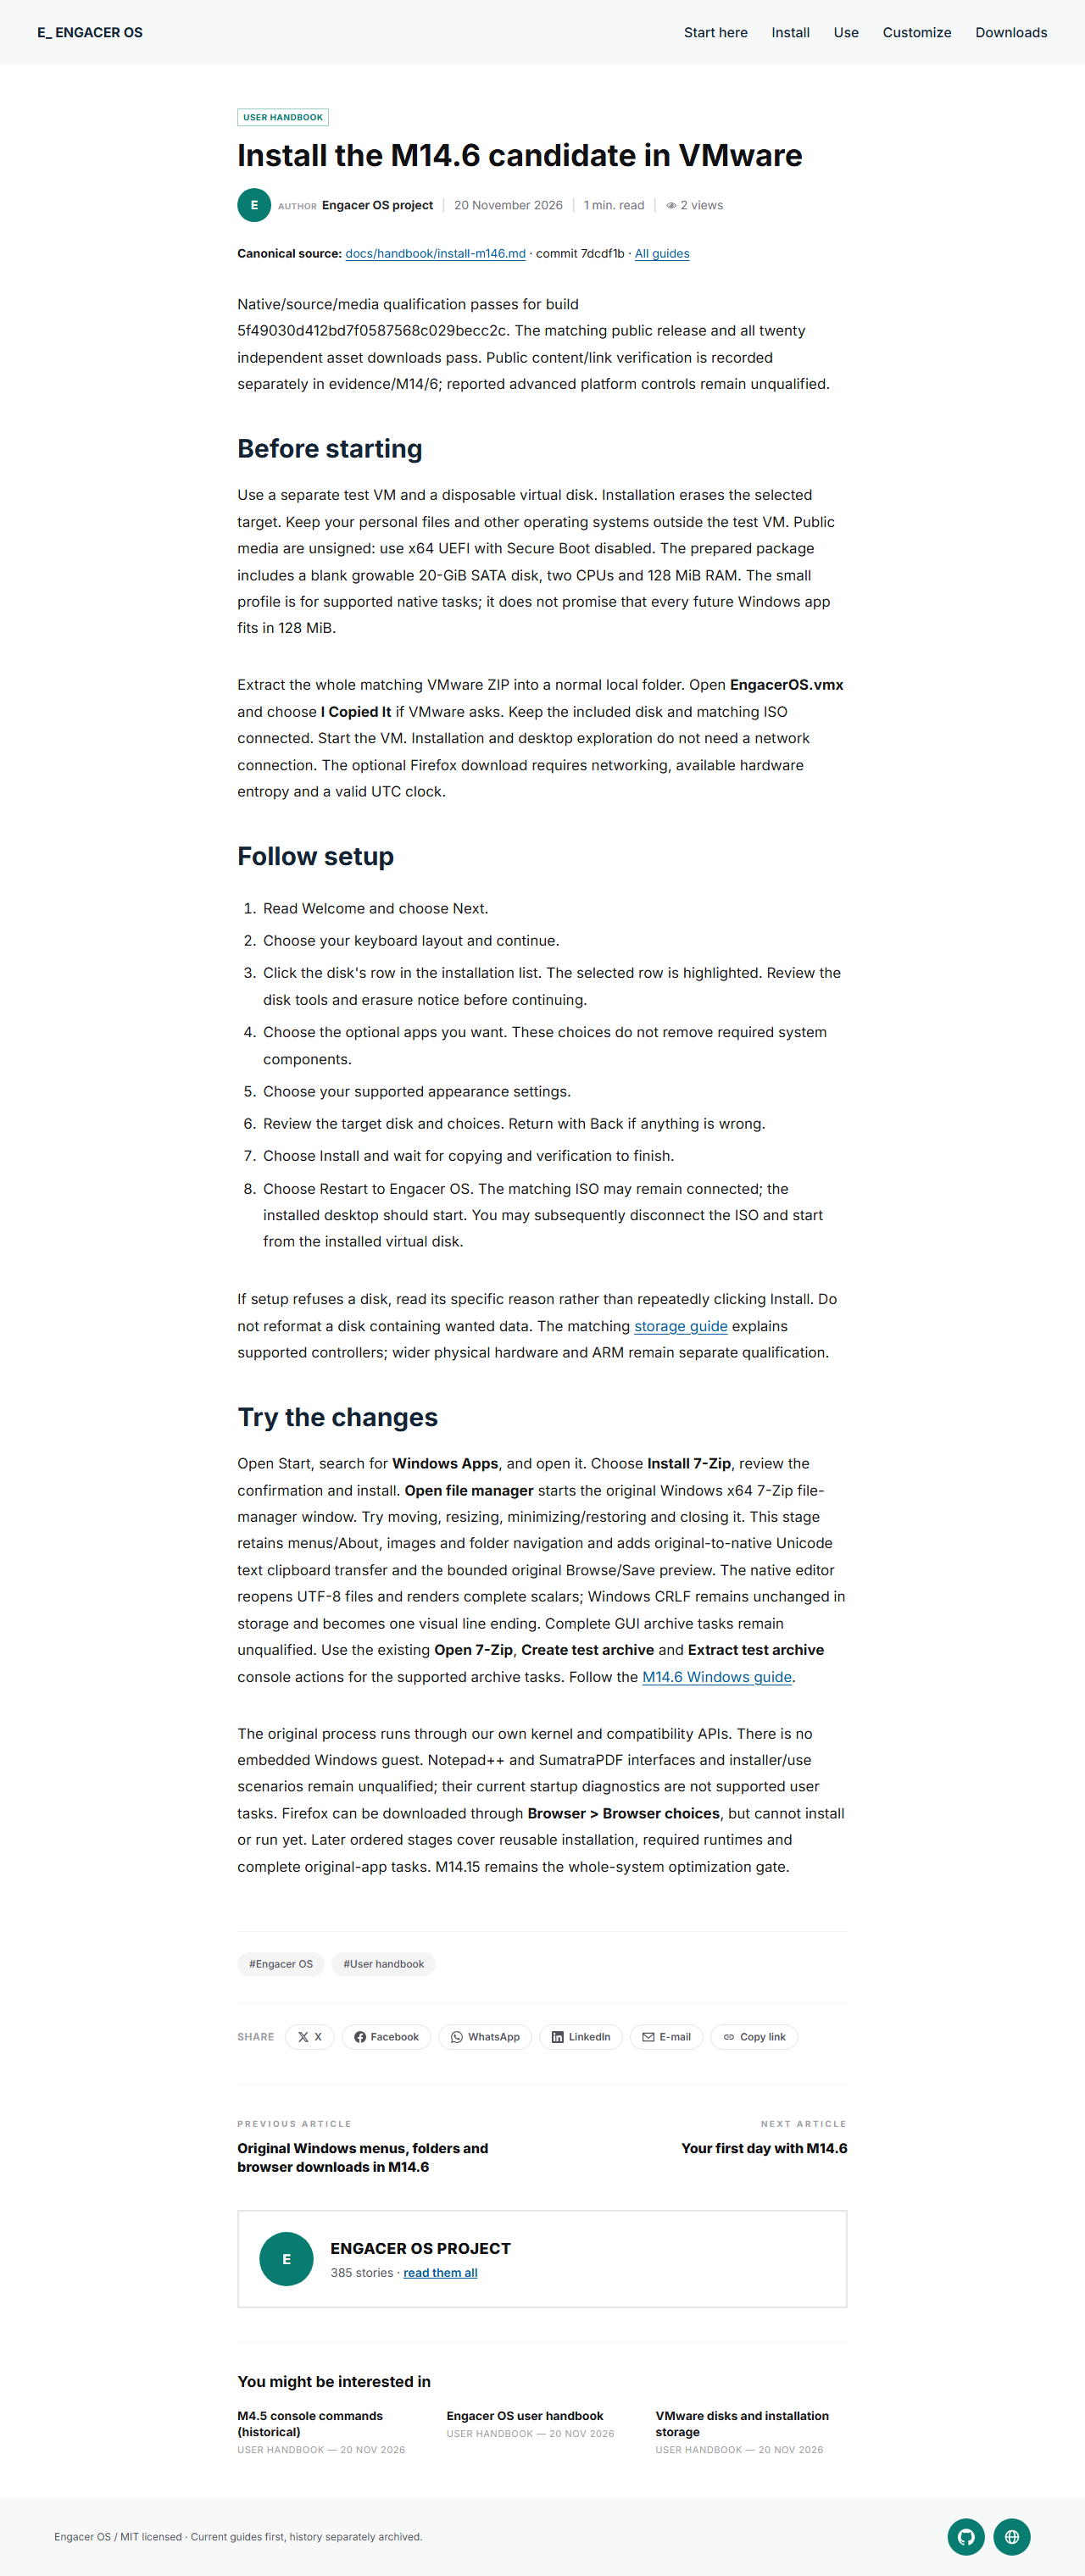 E_ ENGACER OS
Start here
Install
Use
Customize
Downloads
USER HANDBOOK
Install the M14.6 candidate in VMware
E
AUTHOR Engacer OS project
20 November 2026
1 min. read
2 views
Canonical source: docs/handbook/install-m146.md · commit 7dcdf1b · All guides
Native/source/media qualification passes for build
5f49030d412bd7f0587568c029becc2c. The matching public release and all twenty
independent asset downloads pass. Public content/link verification is recorded
separately in evidence/M14/6; reported advanced platform controls remain unqualified.
Before starting
Use a separate test VM and a disposable virtual disk. Installation erases the selected
target. Keep your personal files and other operating systems outside the test VM. Public
media are unsigned: use x64 UEFI with Secure Boot disabled. The prepared package
includes a blank growable 20-GiB SATA disk, two CPUs and 128 MiB RAM. The small
profile is for supported native tasks; it does not promise that every future Windows app
fits in 128 MiB.
Extract the whole matching VMware ZIP into a normal local folder. Open EngacerOS.vmx
and choose I Copied It if VMware asks. Keep the included disk and matching ISO
connected. Start the VM. Installation and desktop exploration do not need a network
connection. The optional Firefox download requires networking, available hardware
entropy and a valid UTC clock.
Follow setup
1. Read Welcome and choose Next.
2. Choose your keyboard layout and continue.
3. Click the disk's row in the installation list. The selected row is highlighted. Review the
disk tools and erasure notice before continuing.
4. Choose the optional apps you want. These choices do not remove required system
components.
5. Choose your supported appearance settings.
6. Review the target disk and choices. Return with Back if anything is wrong.
7. Choose Install and wait for copying and verification to finish.
8. Choose Restart to Engacer OS. The matching ISO may remain connected; the
installed desktop should start. You may subsequently disconnect the ISO and start
from the installed virtual disk.
If setup refuses a disk, read its specific reason rather than repeatedly clicking Install. Do
not reformat a disk containing wanted data. The matching storage guide explains
supported controllers; wider physical hardware and ARM remain separate qualification.
Try the changes
Open Start, search for Windows Apps, and open it. Choose Install 7-Zip, review the
confirmation and install. Open file manager starts the original Windows x64 7-Zip file-
manager window. Try moving, resizing, minimizing/restoring and closing it. This stage
retains menus/About, images and folder navigation and adds original-to-native Unicode
text clipboard transfer and the bounded original Browse/Save preview. The native editor
reopens UTF-8 files and renders complete scalars; Windows CRLF remains unchanged in
storage and becomes one visual line ending. Complete GUI archive tasks remain
unqualified. Use the existing Open 7-Zip, Create test archive and Extract test archive
console actions for the supported archive tasks. Follow the M14.6 Windows guide.
The original process runs through our own kernel and compatibility APIs. There is no
embedded Windows guest. Notepad++ and SumatraPDF interfaces and installer/use
scenarios remain unqualified; their current startup diagnostics are not supported user
tasks. Firefox can be downloaded through Browser > Browser choices, but cannot install
or run yet. Later ordered stages cover reusable installation, required runtimes and
complete original-app tasks. M14.15 remains the whole-system optimization gate.
#Engacer OS
#User handbook
SHARE
X
Facebook
WhatsApp
LinkedIn
E-mail
Copy link
PREVIOUS ARTICLE
Original Windows menus, folders and
browser downloads in M14.6
NEXT ARTICLE
Your first day with M14.6
E
ENGACER OS PROJECT
385 stories · read them all
You might be interested in
M4.5 console commands
(historical)
USER HANDBOOK — 20 NOV 2026
Engacer OS user handbook
USER HANDBOOK — 20 NOV 2026
VMware disks and installation
storage
USER HANDBOOK — 20 NOV 2026
Engacer OS / MIT licensed · Current guides first, history separately archived.